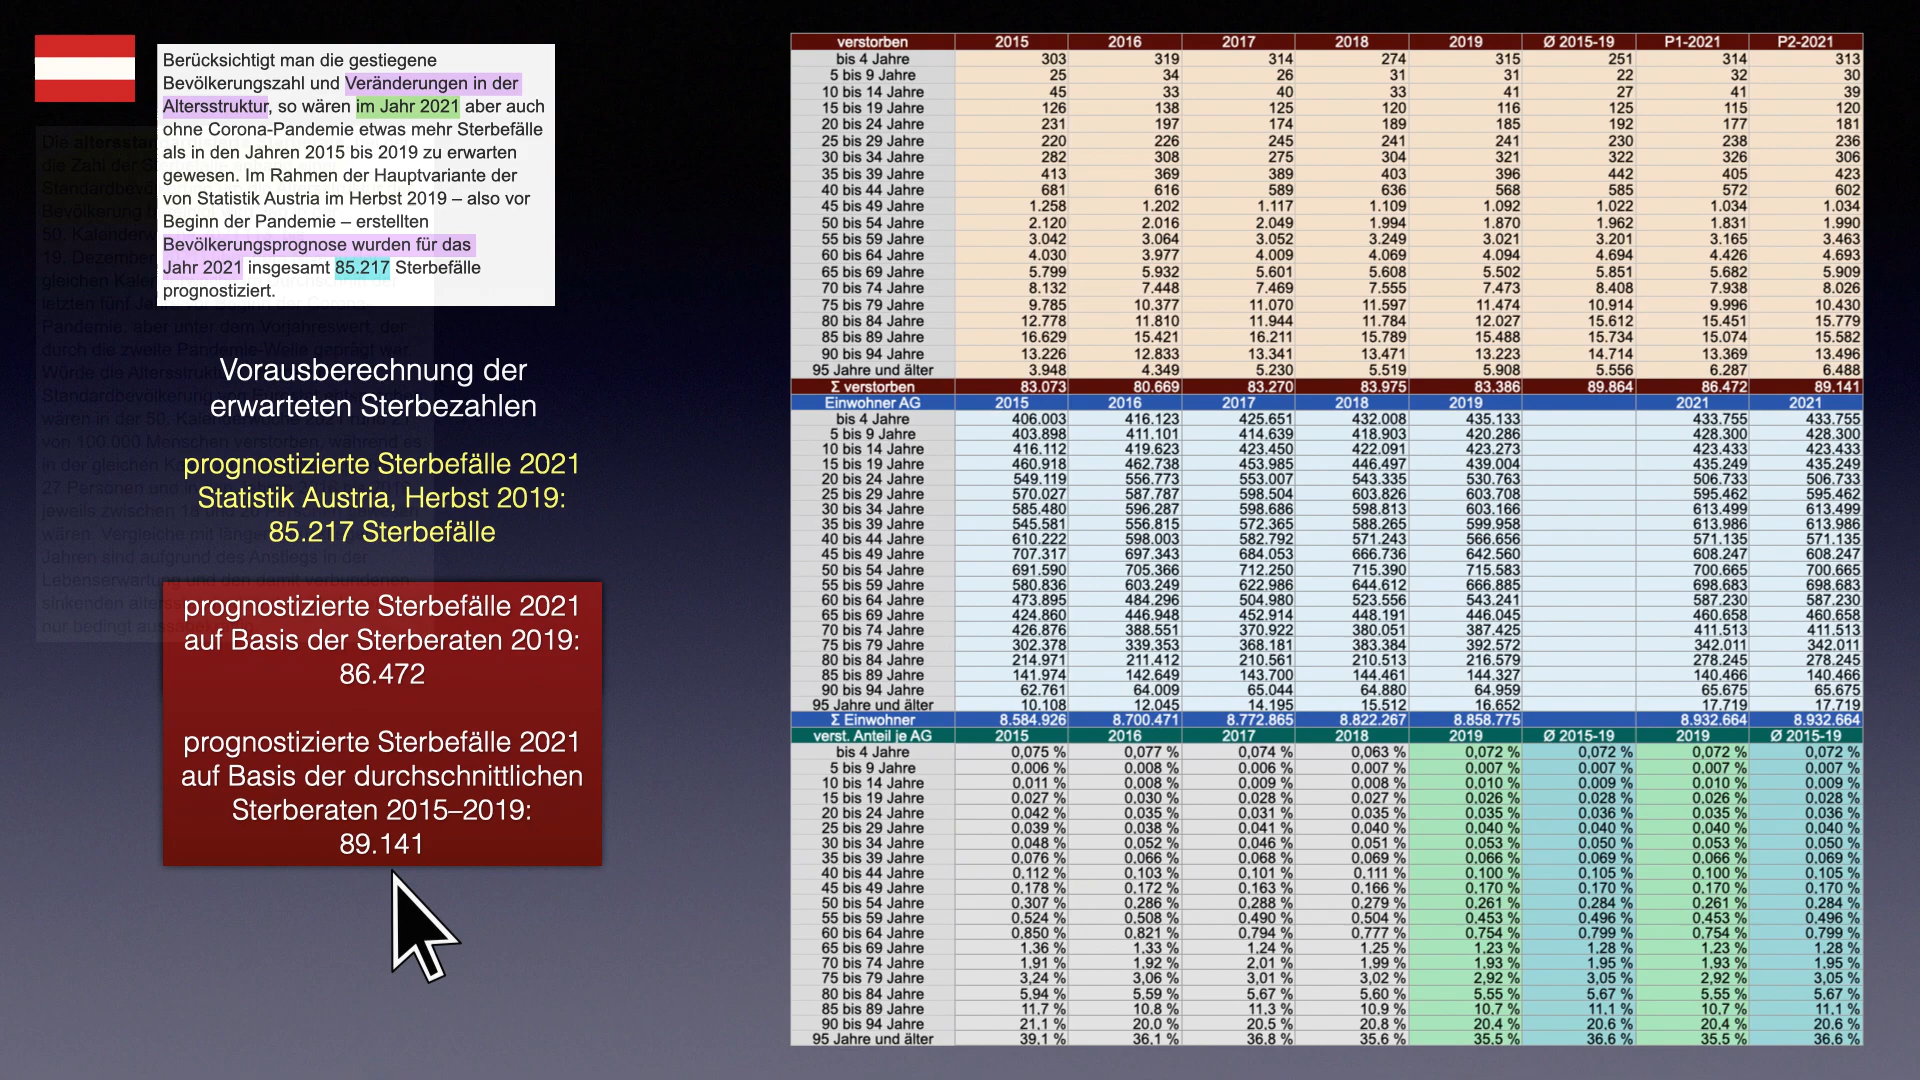 Berücksichtigt man die gestiegene
Bevölkerungszahl und Veränderungen in der
Altersstruktur, so wären im Jahr 2021 aber auch
ohne Corona-Pandemie etwas mehr Sterbefälle
als in den Jahren 2015 bis 2019 zu erwarten
gewesen. Im Rahmen der Hauptvariante der
von Statistik Austria im Herbst 2019 – also vor
Beginn der Pandemie – erstellten
Bevölkerungsprognose wurden für das
Jahr 2021 insgesamt 85.217 Sterbefälle
prognostiziert.
Vorausberechnung der
erwarteten Sterbezahlen
prognostizierte Sterbefälle 2021
Statistik Austria, Herbst 2019:
85.217 Sterbefälle
prognostizierte Sterbefälle 2021
auf Basis der Sterberaten 2019:
86.472
prognostizierte Sterbefälle 2021
auf Basis der durchschnittlichen
Sterberaten 2015–2019:
89.141
verstorben 2015 2016 2017 2018 2019 Ø 2015-19 P1-2021 P2-2021
bis 4 Jahre 303 319 314 274 315 251 314 313
5 bis 9 Jahre 25 34 26 31 31 22 32 30
10 bis 14 Jahre 45 33 40 33 41 27 41 39
15 bis 19 Jahre 126 138 125 120 116 125 115 120
20 bis 24 Jahre 231 197 174 189 185 192 177 181
25 bis 29 Jahre 220 226 245 241 241 230 238 236
30 bis 34 Jahre 282 308 275 304 321 322 326 306
35 bis 39 Jahre 413 369 389 403 396 442 405 423
40 bis 44 Jahre 681 616 589 636 568 585 572 602
45 bis 49 Jahre 1.258 1.202 1.117 1.109 1.092 1.022 1.034 1.034
50 bis 54 Jahre 2.120 2.016 2.049 1.994 1.870 1.962 1.831 1.990
55 bis 59 Jahre 3.042 3.064 3.052 3.249 3.021 3.201 3.165 3.463
60 bis 64 Jahre 4.030 3.977 4.009 4.069 4.094 4.694 4.426 4.693
65 bis 69 Jahre 5.799 5.932 5.601 5.608 5.502 5.851 5.682 5.909
70 bis 74 Jahre 8.132 7.448 7.469 7.555 7.473 8.408 7.938 8.026
75 bis 79 Jahre 9.785 10.377 11.070 11.597 11.474 10.914 9.996 10.430
80 bis 84 Jahre 12.778 11.810 11.944 11.784 12.027 15.612 15.451 15.779
85 bis 89 Jahre 16.629 15.421 16.211 15.789 15.488 15.734 15.074 15.582
90 bis 94 Jahre 13.226 12.833 13.341 13.471 13.223 14.714 13.369 13.496
95 Jahre und älter 3.948 4.349 5.230 5.519 5.908 5.556 6.287 6.488
Σ verstorben 83.073 80.669 83.270 83.975 83.386 89.864 86.472 89.141
Einwohner AG 2015 2016 2017 2018 2019 2021 2021
bis 4 Jahre 406.003 416.123 425.651 432.008 435.133 433.755 433.755
5 bis 9 Jahre 403.898 411.101 414.639 418.903 420.286 428.300 428.300
10 bis 14 Jahre 416.112 419.623 423.450 422.091 423.273 423.433 423.433
15 bis 19 Jahre 460.918 462.738 453.985 446.497 439.004 435.249 435.249
20 bis 24 Jahre 549.119 556.773 553.007 543.335 530.763 506.733 506.733
25 bis 29 Jahre 570.027 587.787 598.504 603.826 603.708 595.462 595.462
30 bis 34 Jahre 585.480 596.287 598.686 598.813 603.166 613.499 613.499
35 bis 39 Jahre 545.581 556.815 572.365 588.265 599.958 613.986 613.986
40 bis 44 Jahre 610.222 598.003 582.792 571.243 566.656 571.135 571.135
45 bis 49 Jahre 707.317 697.343 684.053 666.736 642.560 608.247 608.247
50 bis 54 Jahre 691.590 705.366 712.250 715.390 715.583 700.665 700.665
55 bis 59 Jahre 580.836 603.249 622.986 644.612 666.885 698.683 698.683
60 bis 64 Jahre 473.895 484.296 504.980 523.556 543.241 587.230 587.230
65 bis 69 Jahre 424.860 446.948 452.914 448.191 446.045 460.658 460.658
70 bis 74 Jahre 426.876 388.551 370.922 380.051 387.425 411.513 411.513
75 bis 79 Jahre 302.378 339.353 368.181 383.384 392.572 342.011 342.011
80 bis 84 Jahre 214.971 211.412 210.561 210.513 216.579 278.245 278.245
85 bis 89 Jahre 141.974 142.649 143.700 144.461 144.327 140.466 140.466
90 bis 94 Jahre 62.761 64.009 65.044 64.880 64.959 65.675 65.675
95 Jahre und älter 10.108 12.045 14.195 15.512 16.652 17.719 17.719
Σ Einwohner 8.584.926 8.700.471 8.772.865 8.822.267 8.858.775 8.932.664 8.932.664
verst. Anteil je AG 2015 2016 2017 2018 2019 Ø 2015-19 2019 Ø 2015-19
bis 4 Jahre 0,075 % 0,077 % 0,074 % 0,063 % 0,072 % 0,072 % 0,072 % 0,072 %
5 bis 9 Jahre 0,006 % 0,008 % 0,006 % 0,007 % 0,007 % 0,007 % 0,007 % 0,007 %
10 bis 14 Jahre 0,011 % 0,008 % 0,009 % 0,008 % 0,010 % 0,009 % 0,010 % 0,009 %
15 bis 19 Jahre 0,027 % 0,030 % 0,028 % 0,027 % 0,026 % 0,028 % 0,026 % 0,028 %
20 bis 24 Jahre 0,042 % 0,035 % 0,031 % 0,035 % 0,035 % 0,036 % 0,035 % 0,036 %
25 bis 29 Jahre 0,039 % 0,038 % 0,041 % 0,040 % 0,040 % 0,040 % 0,040 % 0,040 %
30 bis 34 Jahre 0,048 % 0,052 % 0,046 % 0,051 % 0,053 % 0,050 % 0,053 % 0,050 %
35 bis 39 Jahre 0,076 % 0,066 % 0,068 % 0,069 % 0,066 % 0,069 % 0,066 % 0,069 %
40 bis 44 Jahre 0,112 % 0,103 % 0,101 % 0,111 % 0,100 % 0,105 % 0,100 % 0,105 %
45 bis 49 Jahre 0,178 % 0,172 % 0,163 % 0,166 % 0,170 % 0,170 % 0,170 % 0,170 %
50 bis 54 Jahre 0,307 % 0,286 % 0,288 % 0,279 % 0,261 % 0,284 % 0,261 % 0,284 %
55 bis 59 Jahre 0,524 % 0,508 % 0,490 % 0,504 % 0,453 % 0,496 % 0,453 % 0,496 %
60 bis 64 Jahre 0,850 % 0,821 % 0,794 % 0,777 % 0,754 % 0,799 % 0,754 % 0,799 %
65 bis 69 Jahre 1,36 % 1,33 % 1,24 % 1,25 % 1,23 % 1,28 % 1,23 % 1,28 %
70 bis 74 Jahre 1,91 % 1,92 % 2,01 % 1,99 % 1,93 % 1,95 % 1,93 % 1,95 %
75 bis 79 Jahre 3,24 % 3,06 % 3,01 % 3,02 % 2,92 % 3,05 % 2,92 % 3,05 %
80 bis 84 Jahre 5,94 % 5,59 % 5,67 % 5,60 % 5,55 % 5,67 % 5,55 % 5,67 %
85 bis 89 Jahre 11,7 % 10,8 % 11,3 % 10,9 % 10,7 % 11,1 % 10,7 % 11,1 %
90 bis 94 Jahre 21,1 % 20,0 % 20,5 % 20,8 % 20,4 % 20,6 % 20,4 % 20,6 %
95 Jahre und älter 39,1 % 36,1 % 36,8 % 35,6 % 35,5 % 36,6 % 35,5 % 36,6 %